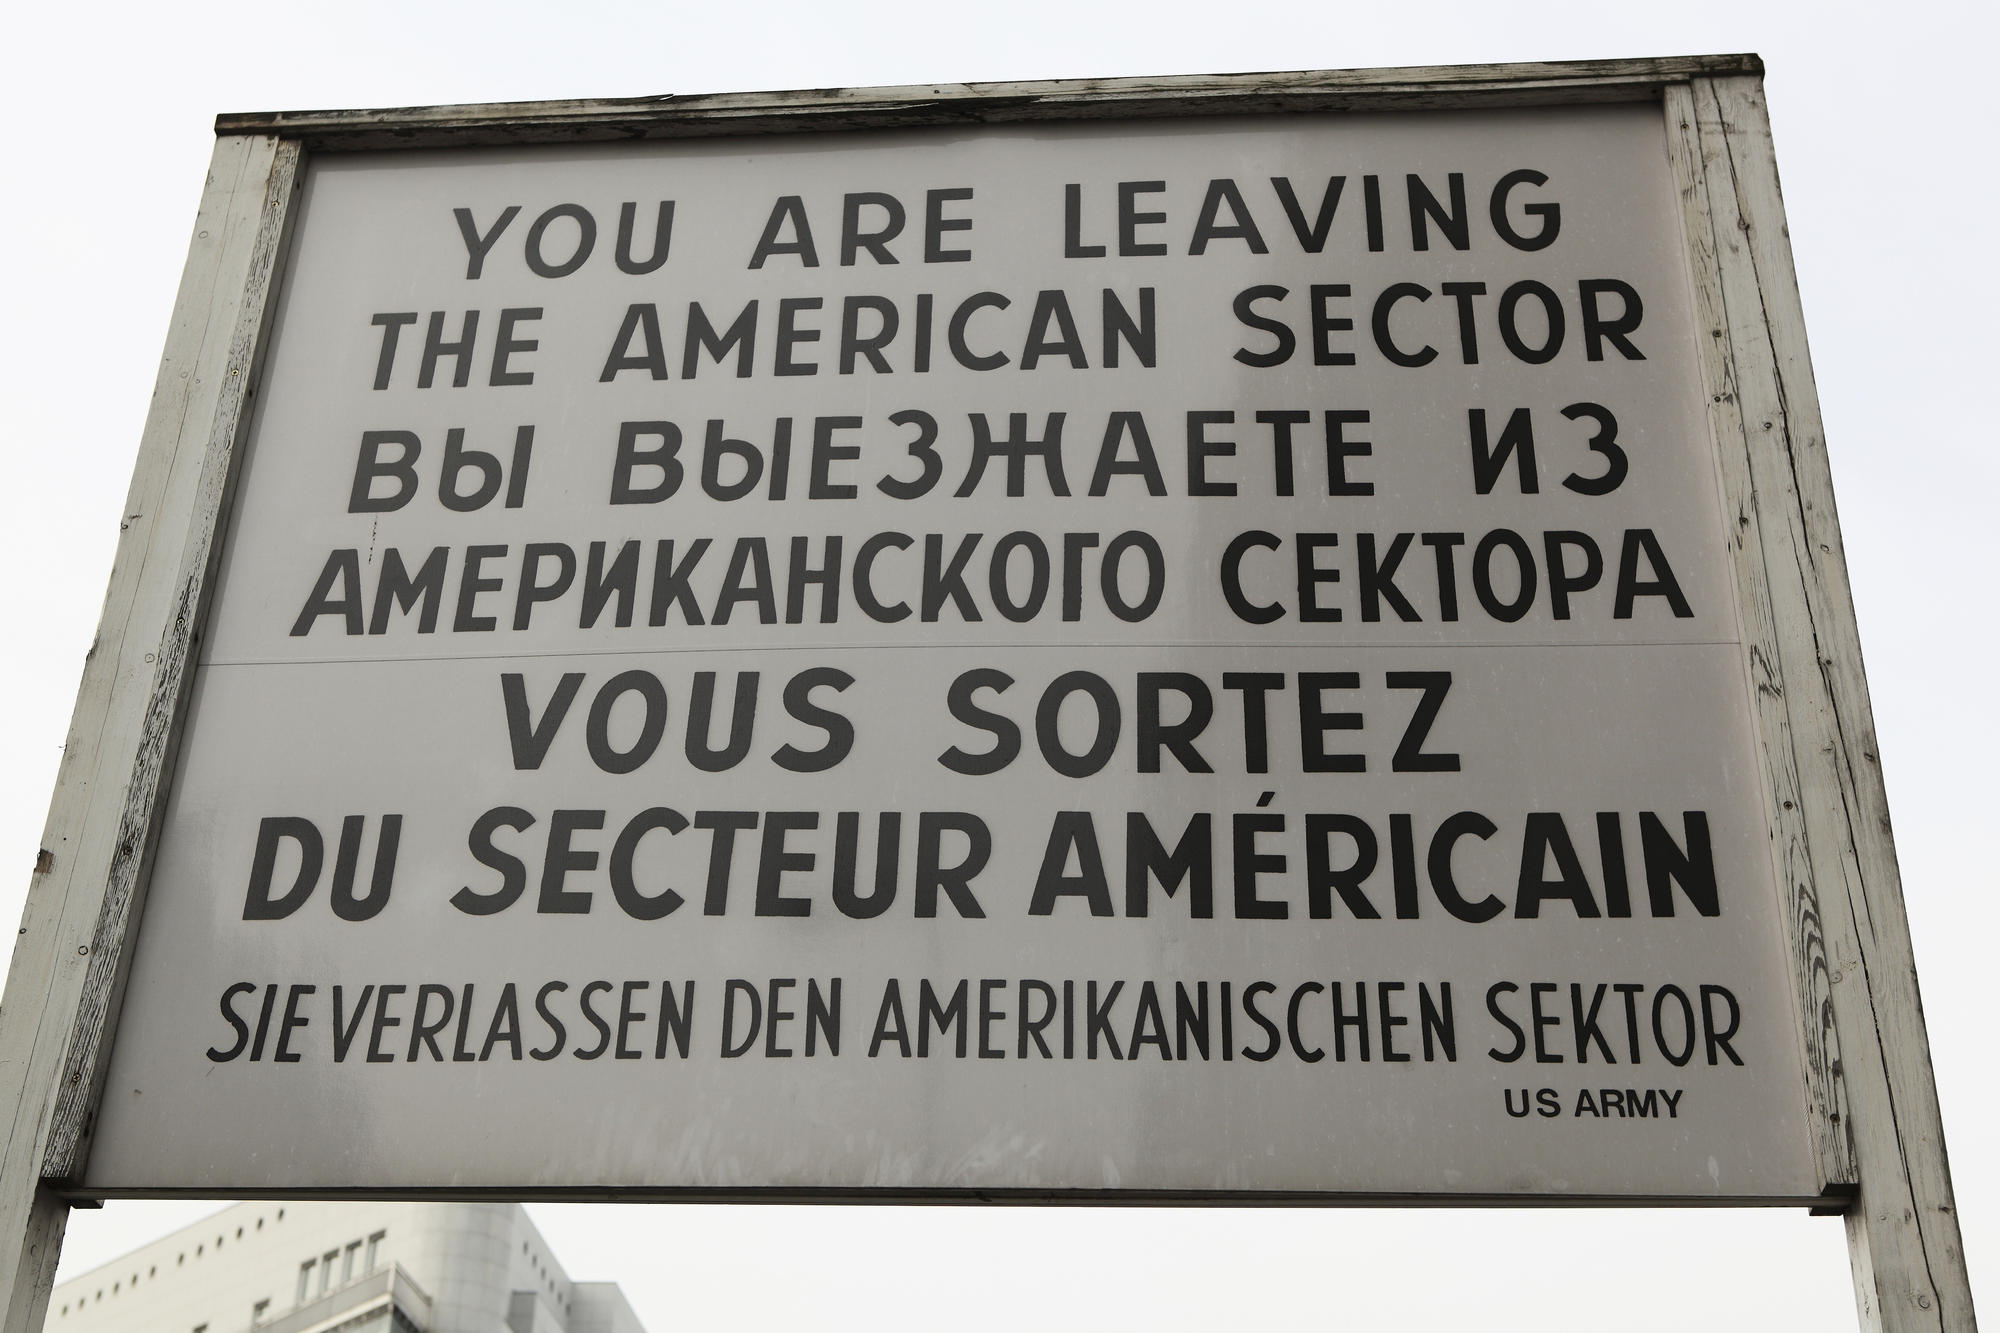 YOU ARE LEAVING
THE AMERICAN SECTOR
ВЫ ВЫЕЗЖАЕТЕ ИЗ
АМЕРИКАНСКОГО СЕКТОРА
VOUS SORTEZ
DU SECTEUR AMÉRICAIN
SIE VERLASSEN DEN AMERIKANISCHEN SEKTOR
US ARMY